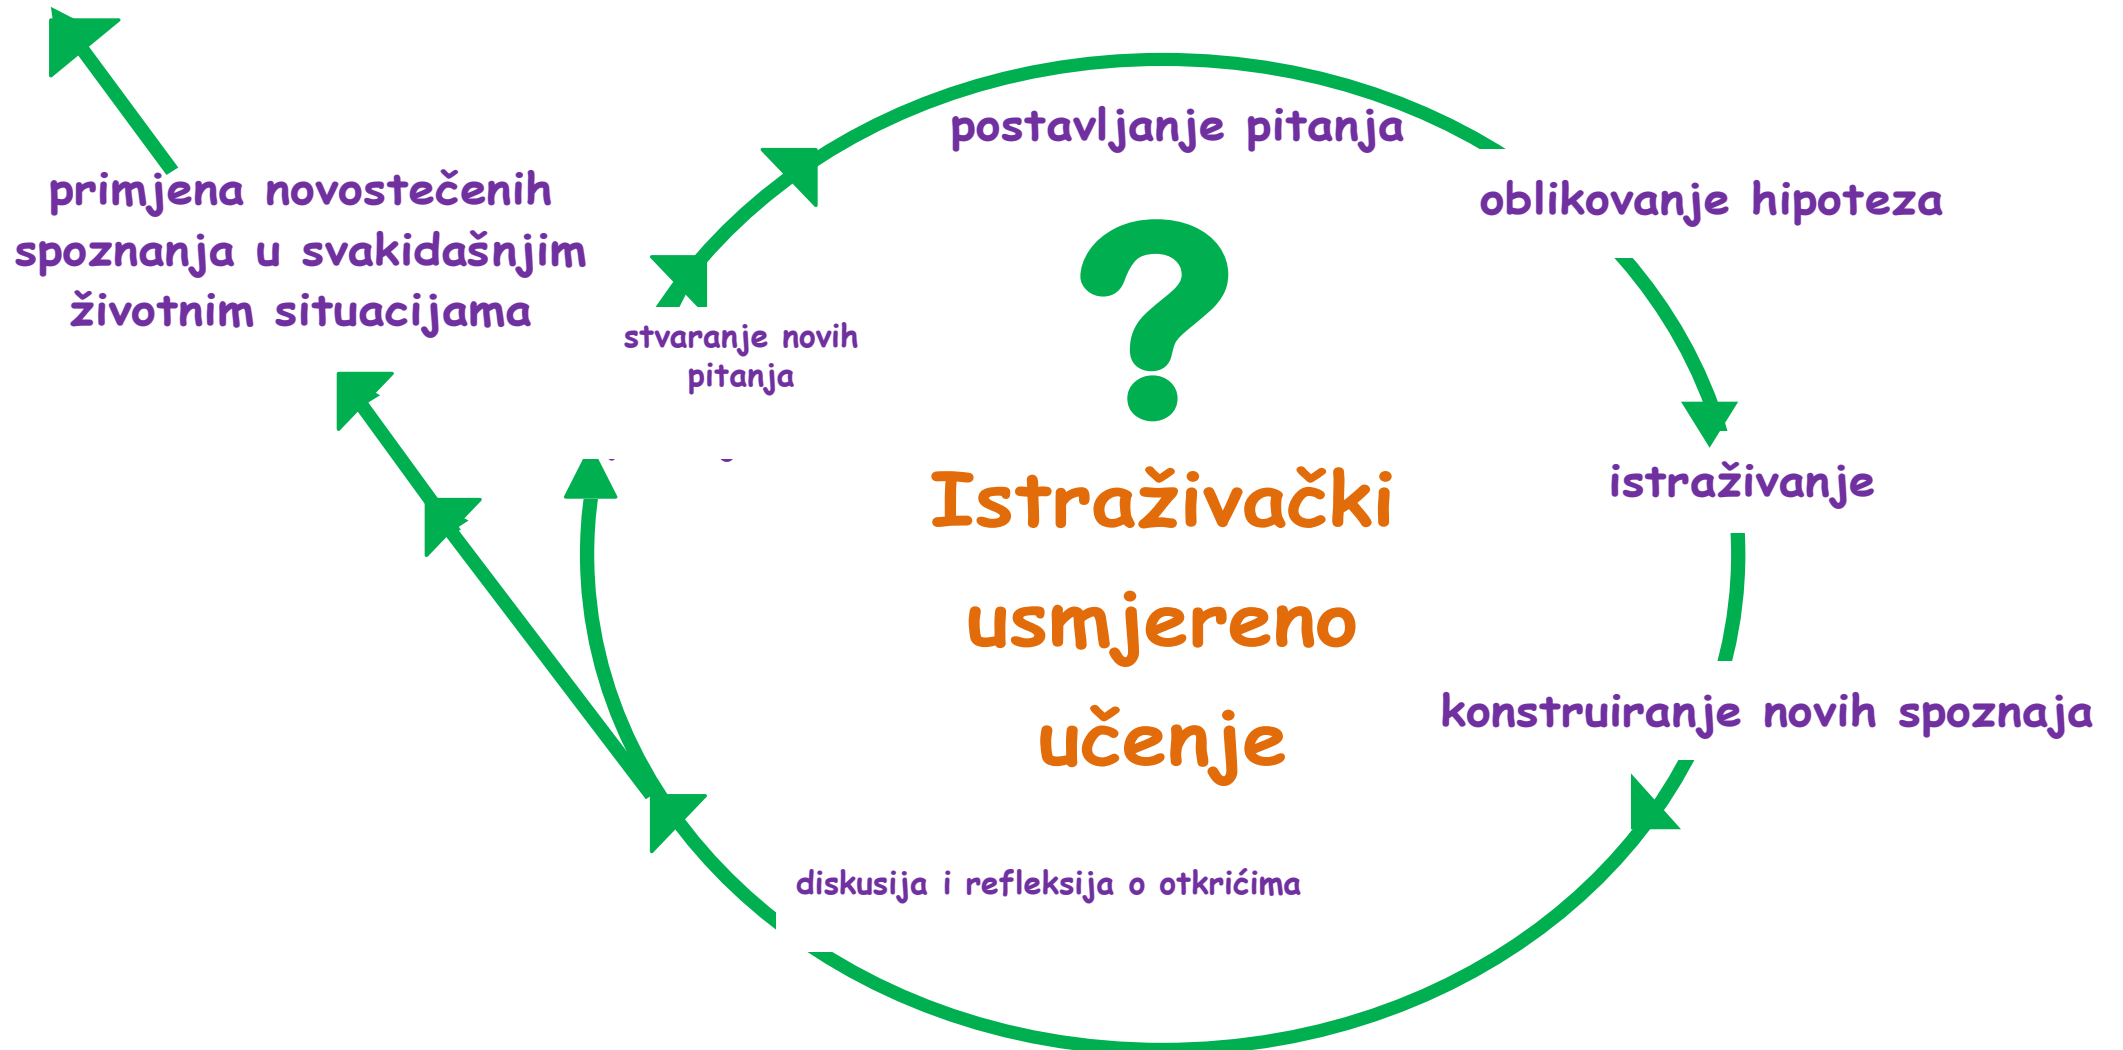 postavljanje pitanja
oblikovanje hipoteza
primjena novostečenih
spoznanja u svakidašnjim
životnim situacijama
stvaranje novih
pitanja
?
istraživanje
Istraživački
usmjereno
učenje
konstruiranje novih spoznaja
diskusija i refleksija o otkrićima